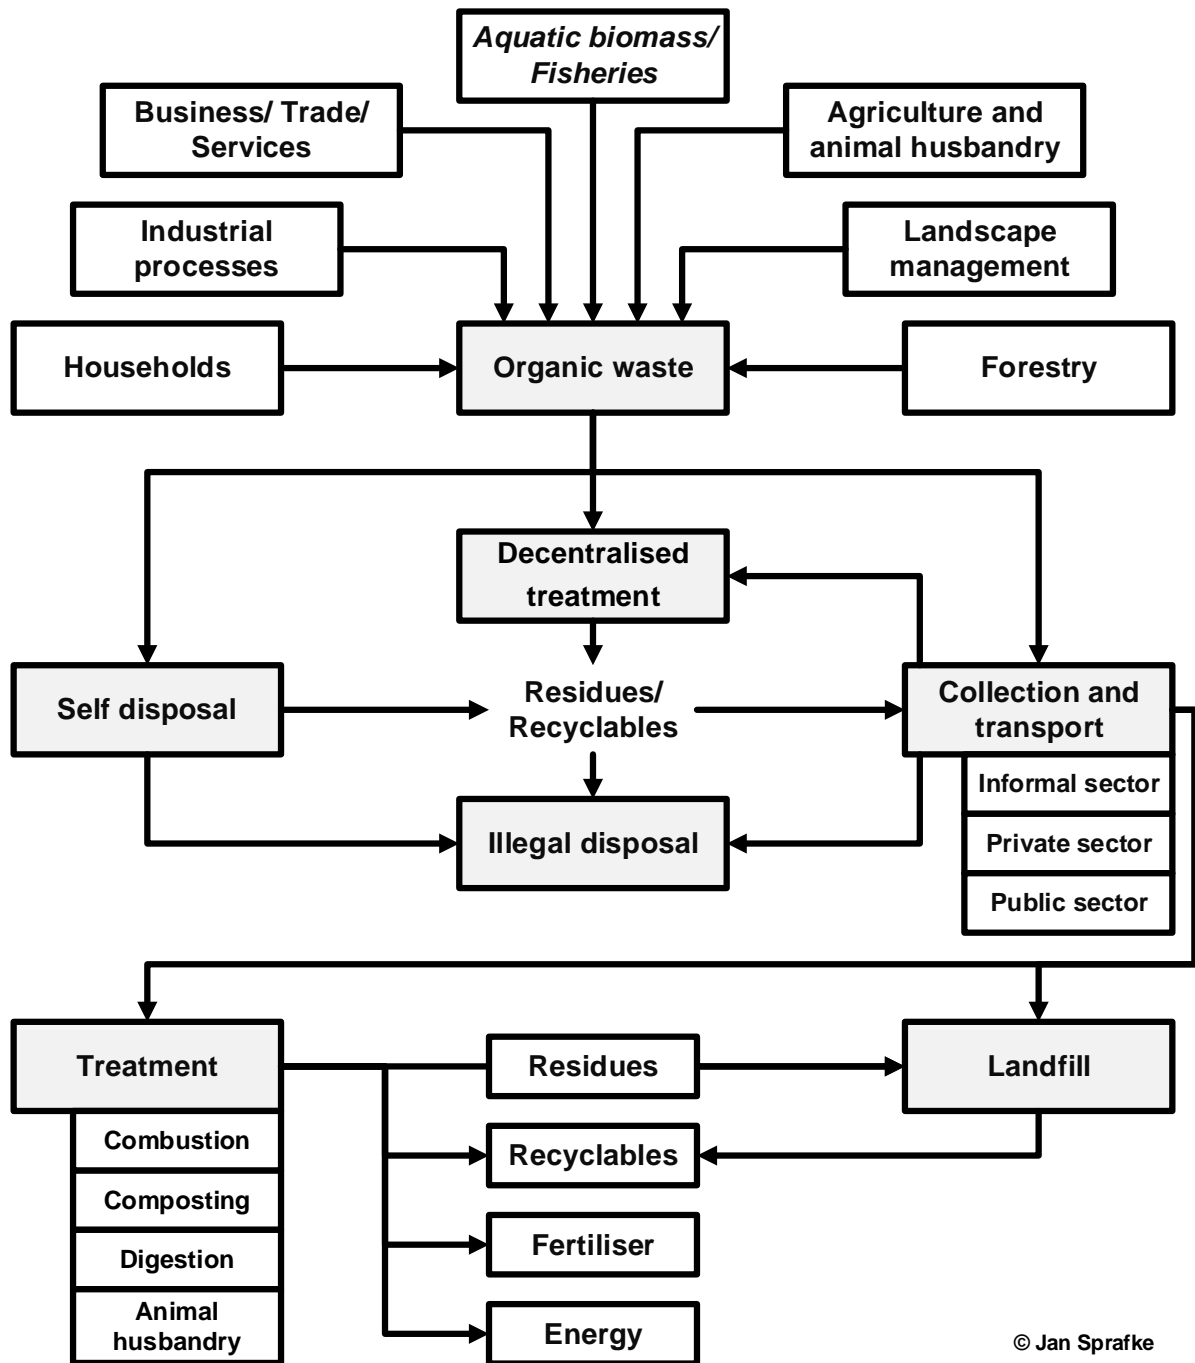 Aquatic biomass/
Fisheries
Business/ Trade/
Services
Agriculture and
animal husbandry
Industrial
processes
Landscape
management
Households
Organic waste
Forestry
Decentralised
treatment
Self disposal
Residues/
Recyclables
Collection and
transport
Informal sector
Illegal disposal
Private sector
Public sector
Treatment
Residues
Landfill
Combustion
Recyclables
Composting
Fertiliser
Digestion
Animal
husbandry
Energy
© Jan Sprafke